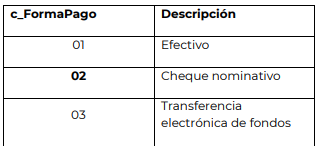 c_FormaPago Descripción
01 Efectivo
02 Cheque nominativo
03 Transferencia
electrónica de fondos